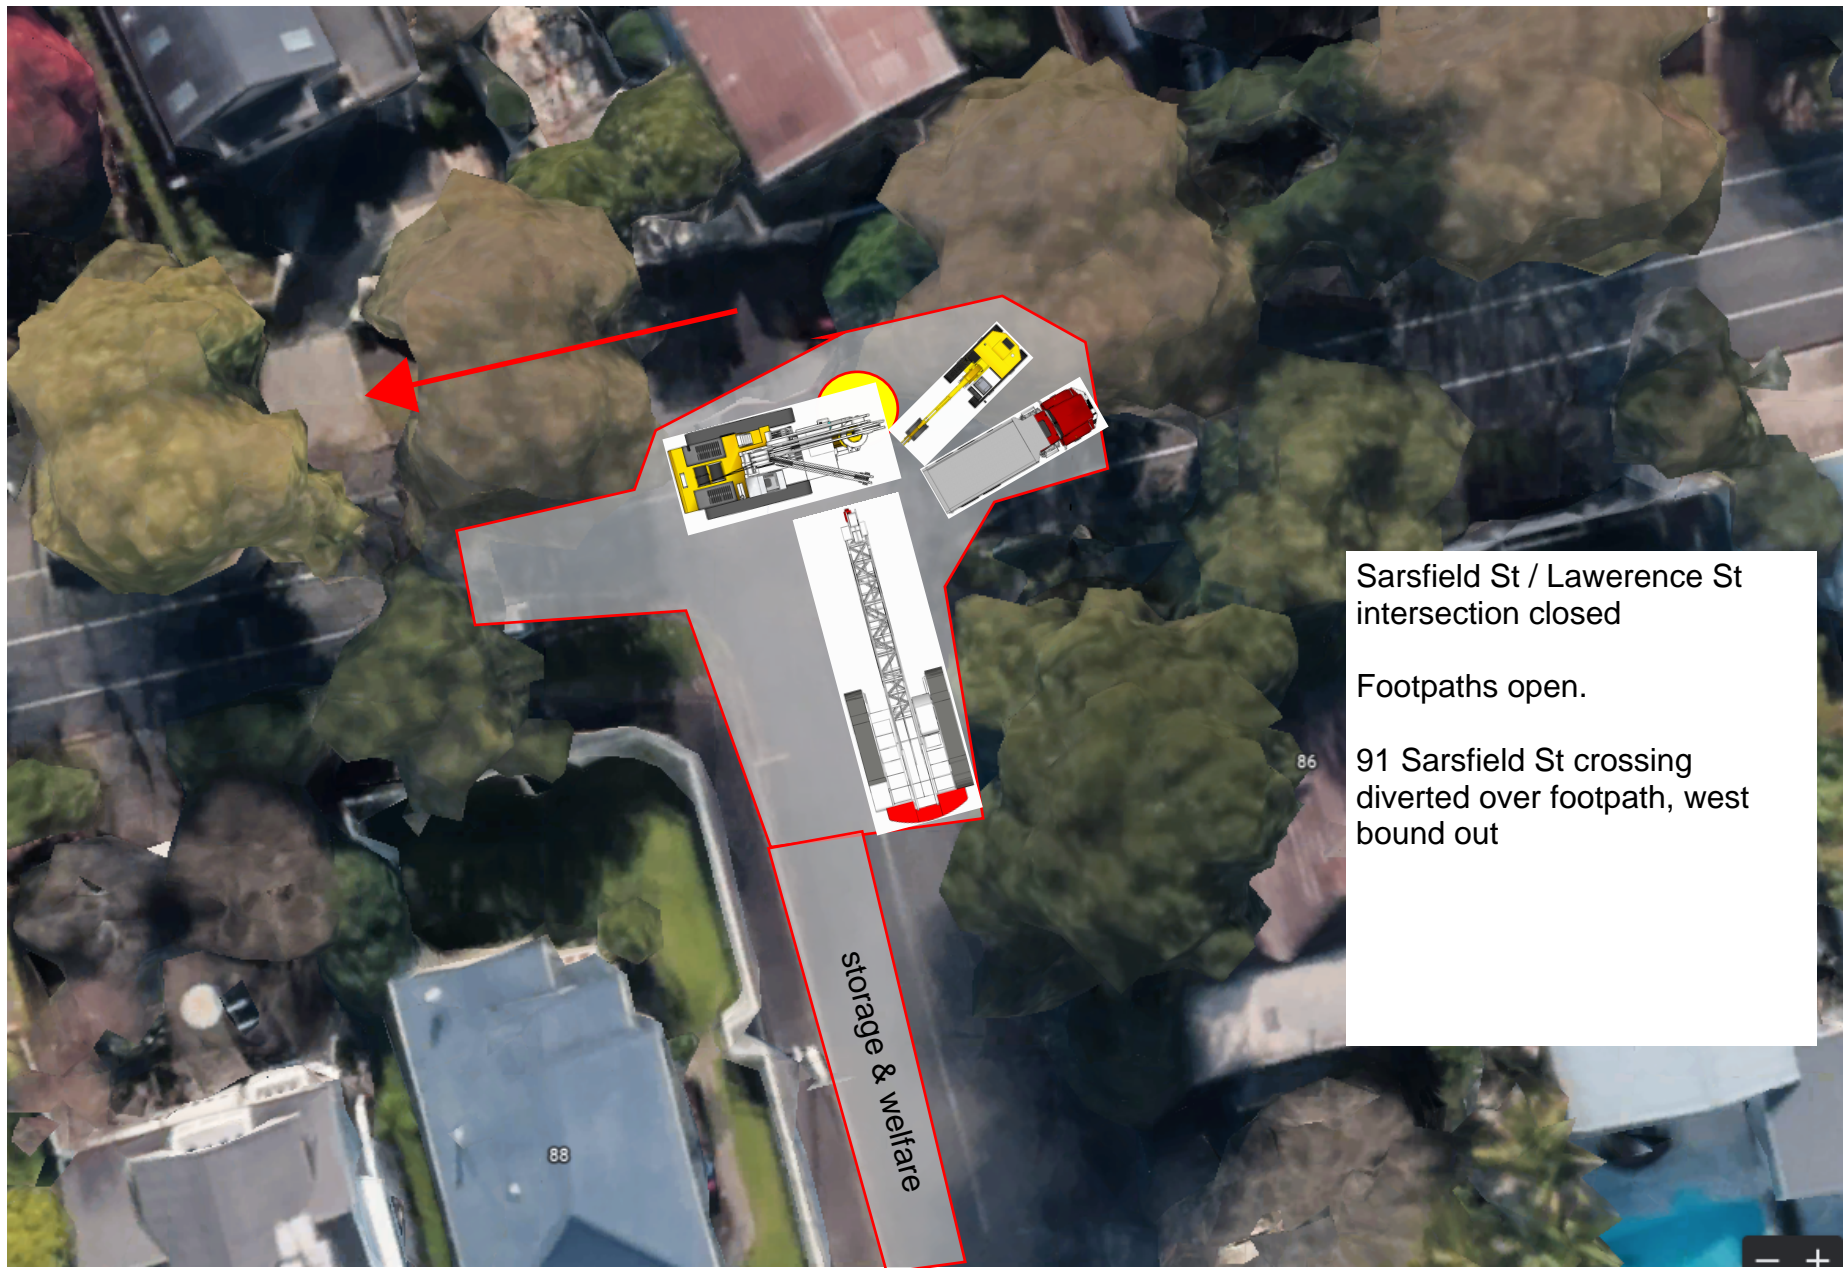 Sarsfield St / Lawerence St
intersection closed
Footpaths open.
91 Sarsfield St crossing
diverted over footpath, west
bound out
86
storage & welfare
88